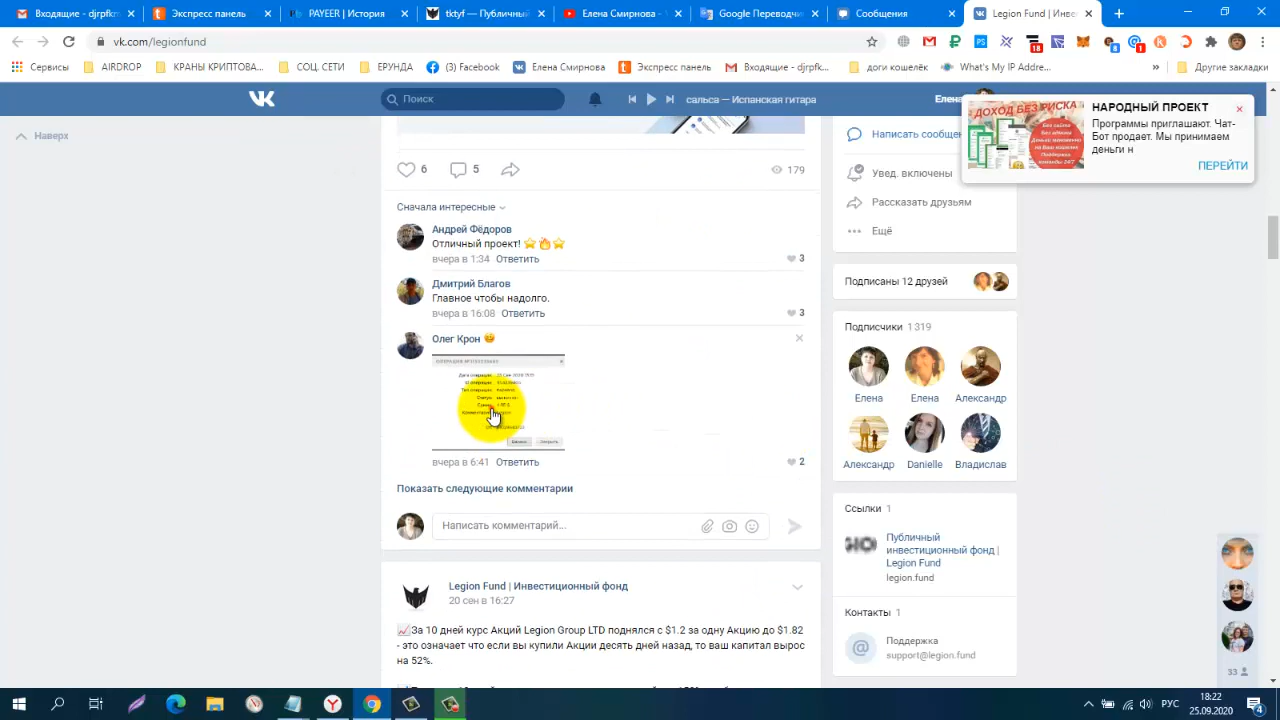 Входящие - djrpfk
Экспресс панель
PAYEER | История
tktyf — Публичный
Елена Смирнова -
Google Переводчик
Сообщения
Legion Fund | Инве
vk.com/legionfund
18
8
1
Сервисы
AIRDROP
КРАНЫ КРИПТОВА...
СОЦ. СЕТИ
ЕРУНДА
(3) Facebook
Елена Смирнова
Экспресс панель
Входящие - djrpfk...
доги кошелёк
What's My IP Addre...
»
Другие закладки
Поиск
сальса — Испанская гитара
Елена
ДОХОД БЕЗ РИСКА
НАРОДНЫЙ ПРОЕКТ
Программы приглашают. Чат-
Бот продает. Мы принимаем
деньги н
ПЕРЕЙТИ
Наверх
6
5
179
Сначала интересные
Андрей Фёдоров
Отличный проект! ⭐🔥⭐
вчера в 1:34 Ответить
3
Дмитрий Благов
Главное чтобы надолго.
вчера в 16:08 Ответить
3
Олег Крон
вчера в 6:41 Ответить
2
Показать следующие комментарии
Написать комментарий...
Legion Fund | Инвестиционный фонд
20 сен в 16:27
📈За 10 дней курс Акций Legion Group LTD поднялся с $1.2 за одну Акцию до $1.82
- это означает что если вы купили Акции десять дней назад, то ваш капитал вырос
на 52%.
Написать сообщен
Увед. включены
Рассказать друзьям
Ещё
Подписаны 12 друзей
Подписчики 1 319
Елена
Елена
Александр
Александр
Danielle
Владислав
Ссылки 1
Публичный
инвестиционный фонд |
Legion Fund
legion.fund
Контакты 1
Поддержка
support@legion.fund
33
РУС
18:22
25.09.2020
4